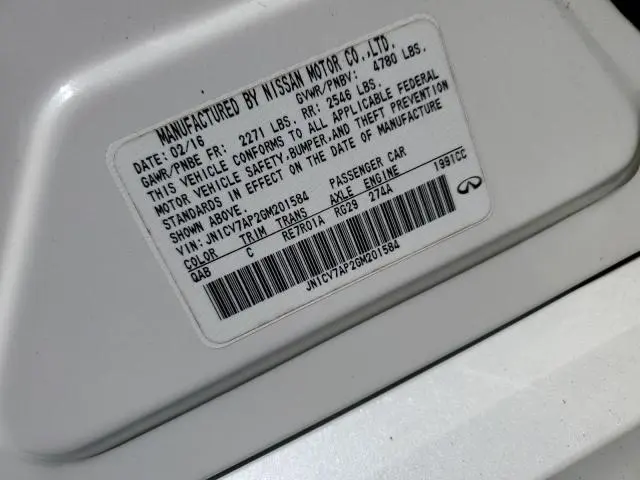 MANUFACTURED BY NISSAN MOTOR CO.,LTD.
DATE: 02/16 GVWR/PNBV: 4780 LBS.
GAWR/PNBE FR: 2271 LBS. RR: 2546 LBS.
THIS VEHICLE CONFORMS TO ALL APPLICABLE FEDERAL
MOTOR VEHICLE SAFETY,BUMPER,AND THEFT PREVENTION
STANDARDS IN EFFECT ON THE DATE OF MANUFACTURE
SHOWN ABOVE.
VIN: JN1CV7AP2GM201584 PASSENGER CAR
COLOR TRIM TRANS AXLE ENGINE 1991CC
QAB C RE7R01A RG29 274A
JN1CV7AP2GM201584